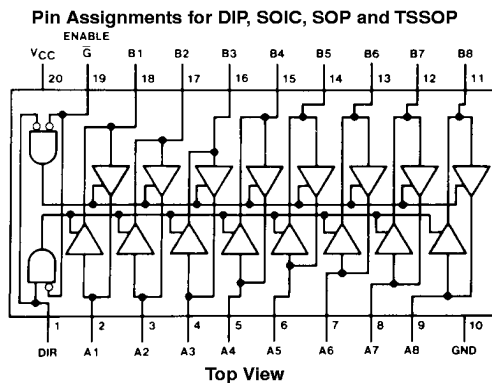 Pin Assignments for DIP, SOIC, SOP and TSSOP
ENABLE
VCC G B1 B2 B3 B4 B5 B6 B7 B8
20 19 18 17 16 15 14 13 12 11
1 2 3 4 5 6 7 8 9 10
DIR A1 A2 A3 A4 A5 A6 A7 A8 GND
Top View